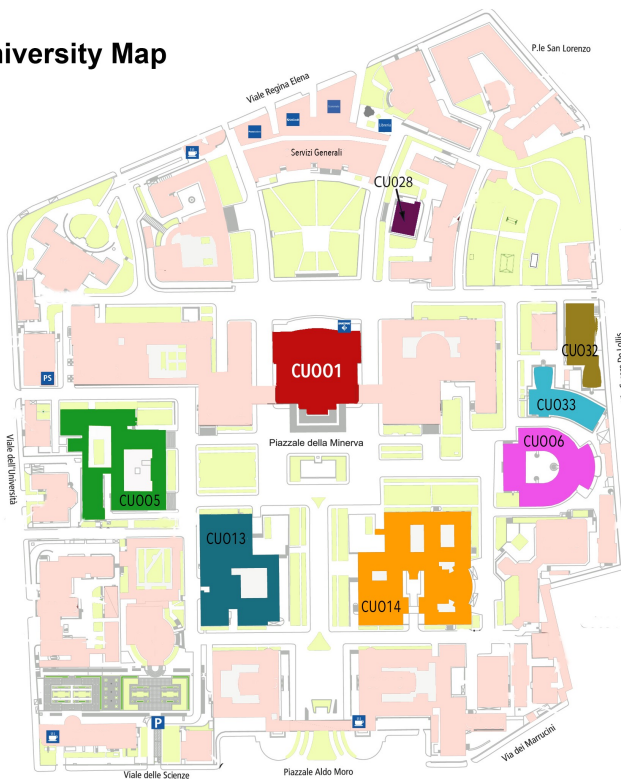 niversity Map
P.le San Lorenzo
Viale Regina Elena
Servizi Generali
CU028
CU001
CU032
PS
CU033
Piazzale della Minerva
CU006
Viale dell'Università
CU005
CU013
CU014
P
Via dei Marrucini
Viale delle Scienze
Piazzale Aldo Moro